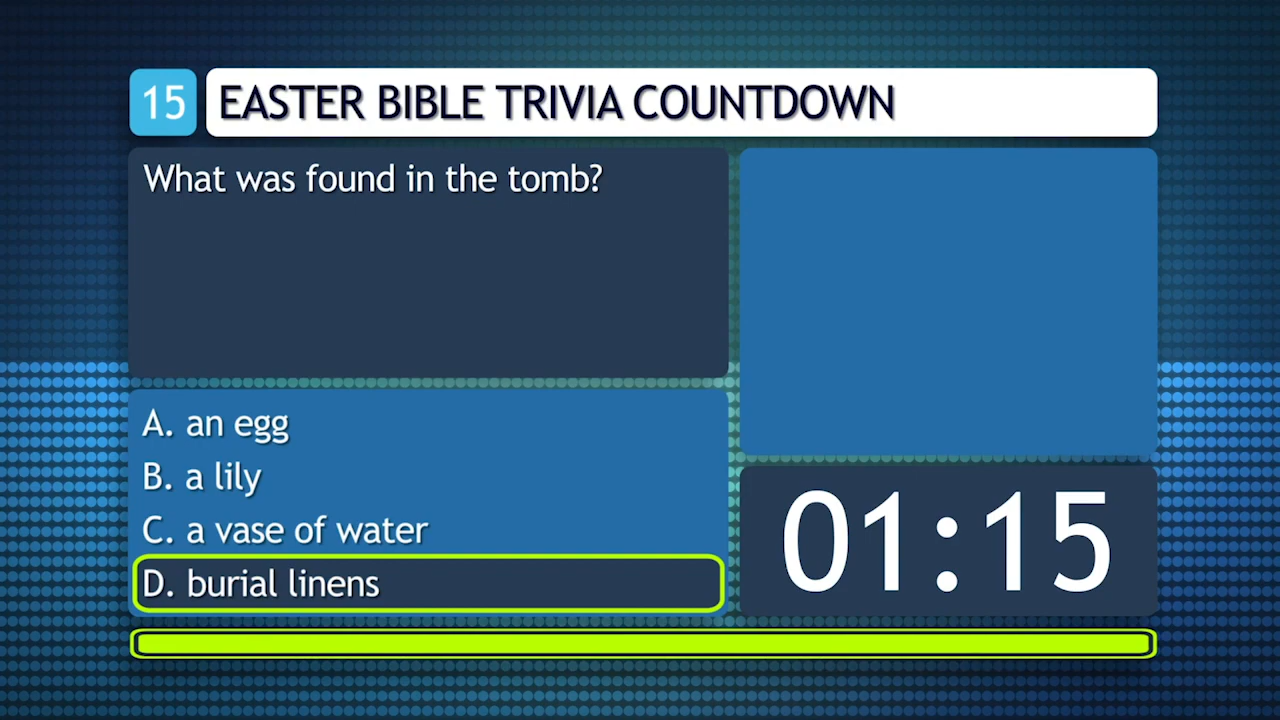 15 EASTER BIBLE TRIVIA COUNTDOWN
What was found in the tomb?
A. an egg
B. a lily
C. a vase of water
D. burial linens
01:15